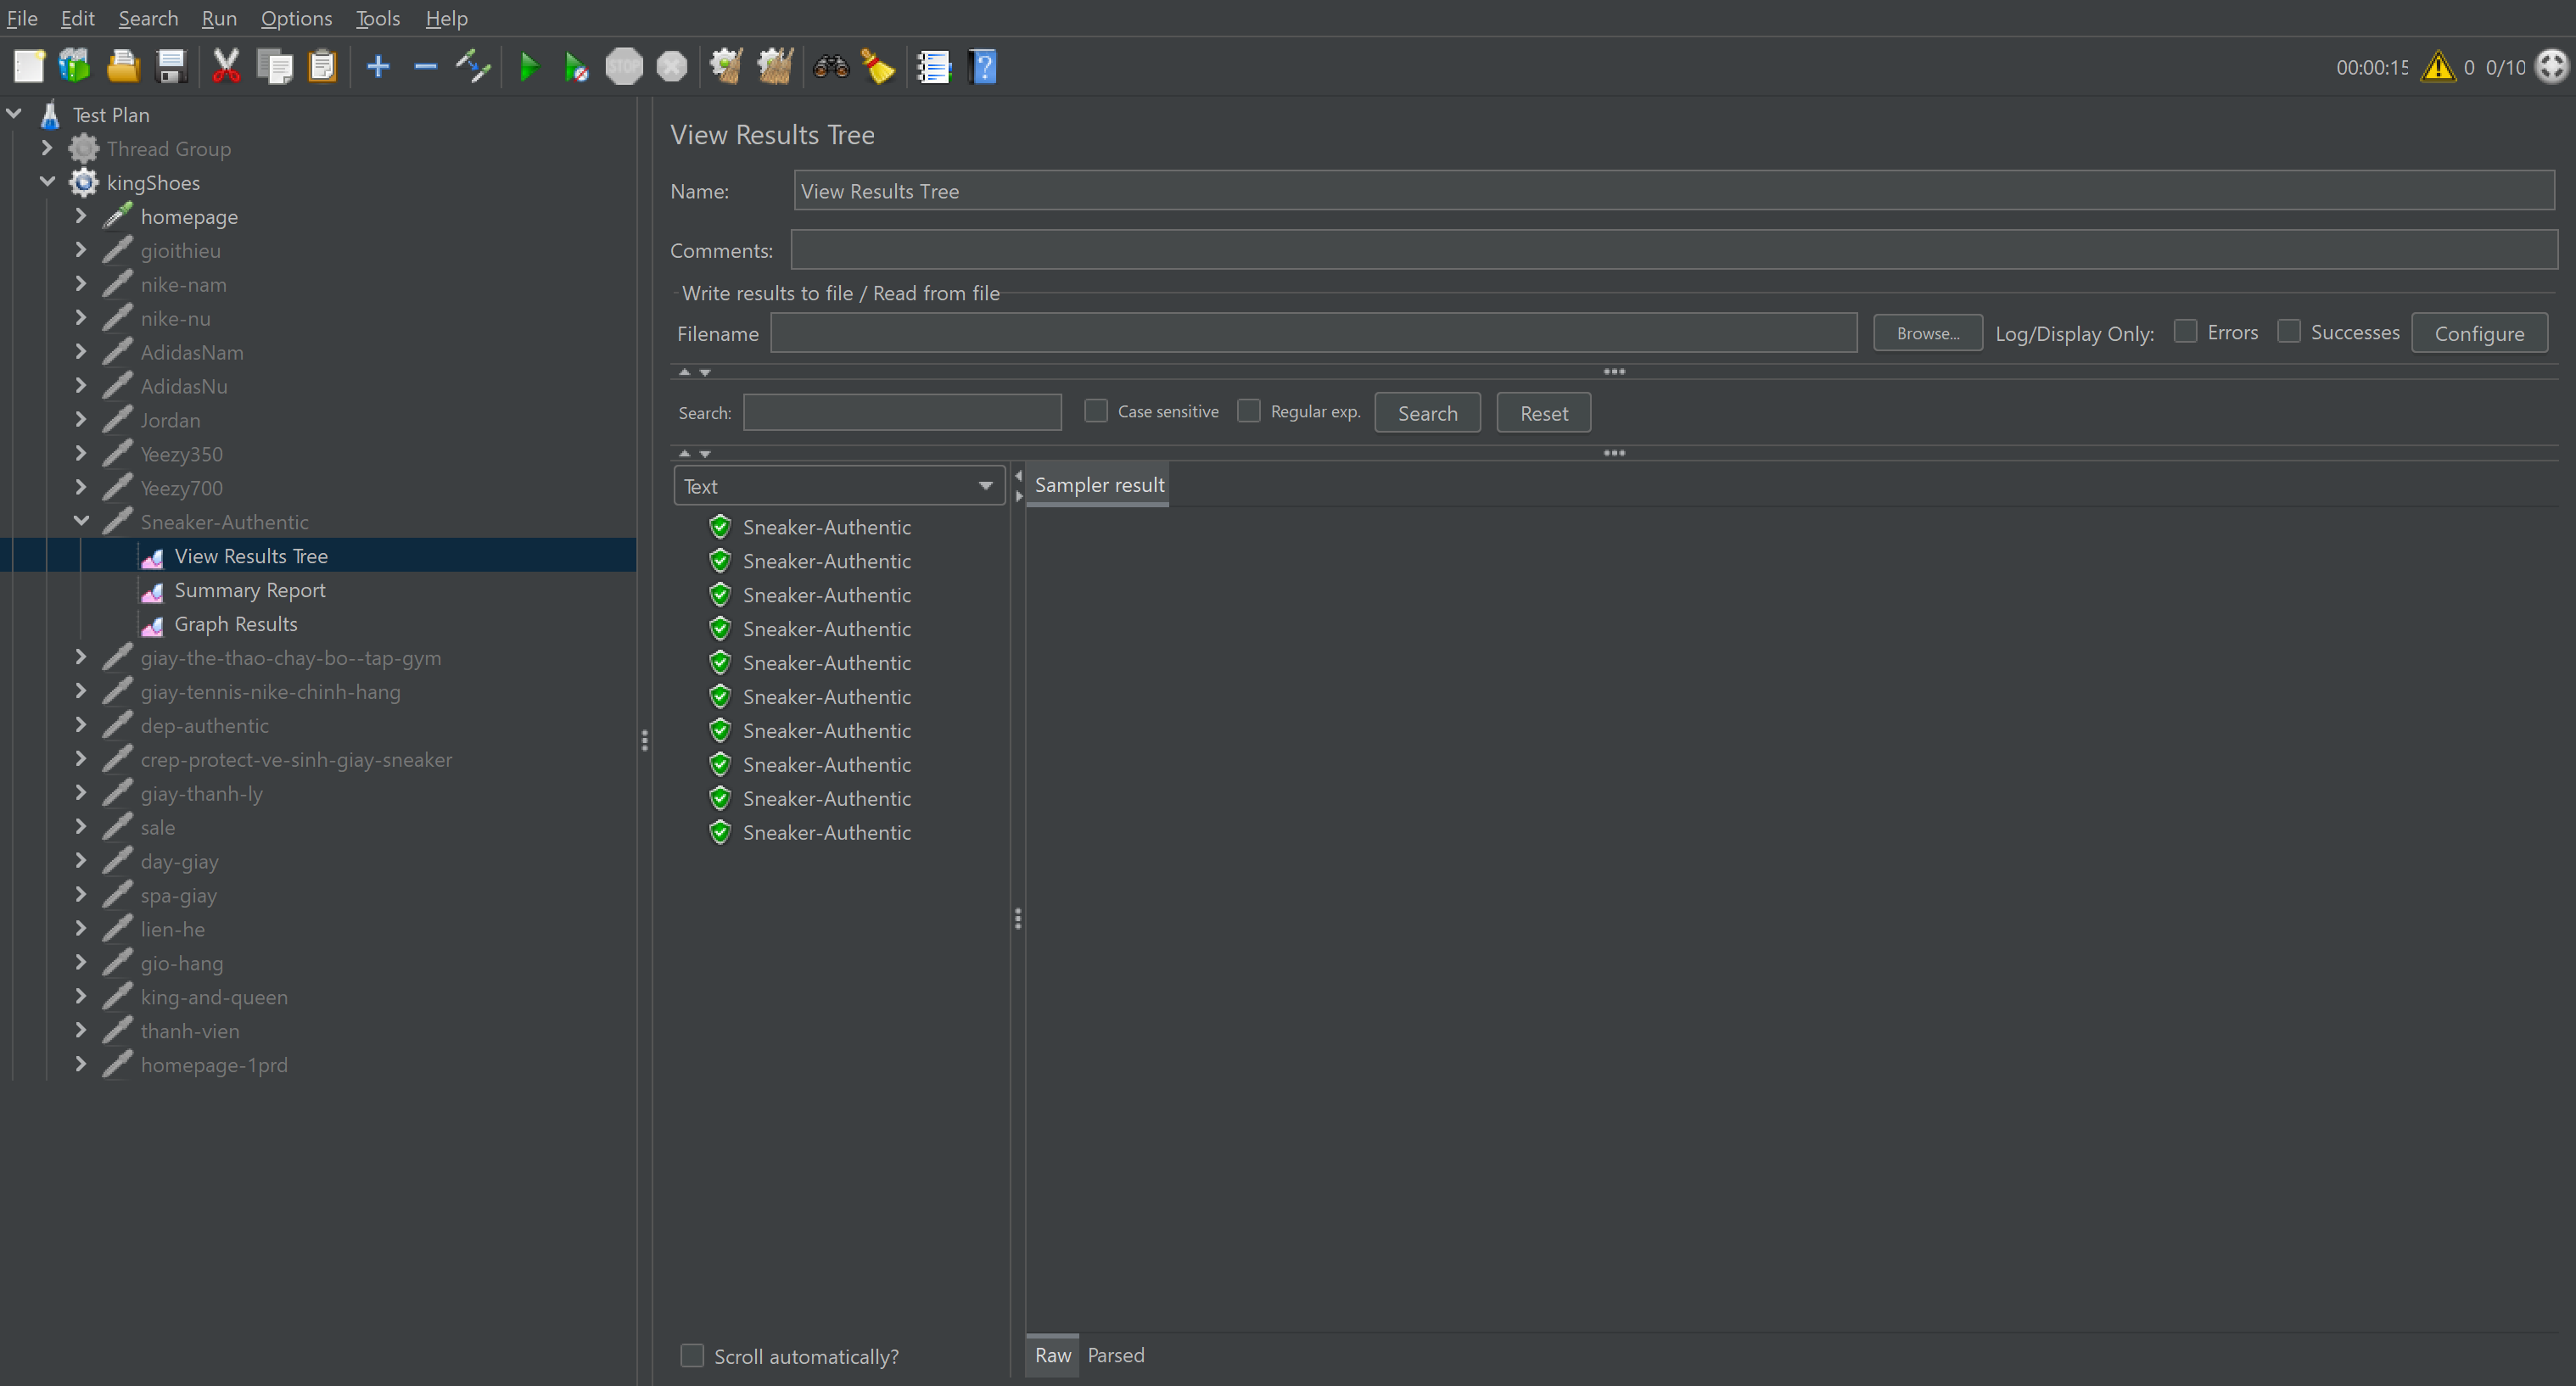 File Edit Search Run Options Tools Help
STOP
00:00:15 0 0/10
Test Plan
Thread Group
kingShoes
homepage
gioithieu
nike-nam
nike-nu
AdidasNam
AdidasNu
Jordan
Yeezy350
Yeezy700
Sneaker-Authentic
View Results Tree
Summary Report
Graph Results
giay-the-thao-chay-bo--tap-gym
giay-tennis-nike-chinh-hang
dep-authentic
crep-protect-ve-sinh-giay-sneaker
giay-thanh-ly
sale
day-giay
spa-giay
lien-he
gio-hang
king-and-queen
thanh-vien
homepage-1prd
View Results Tree
Name: View Results Tree
Comments:
Write results to file / Read from file
Filename Browse... Log/Display Only: Errors Successes Configure
Search: Case sensitive Regular exp. Search Reset
Text
Sneaker-Authentic
Sneaker-Authentic
Sneaker-Authentic
Sneaker-Authentic
Sneaker-Authentic
Sneaker-Authentic
Sneaker-Authentic
Sneaker-Authentic
Sneaker-Authentic
Sneaker-Authentic
Scroll automatically?
Sampler result
Raw Parsed